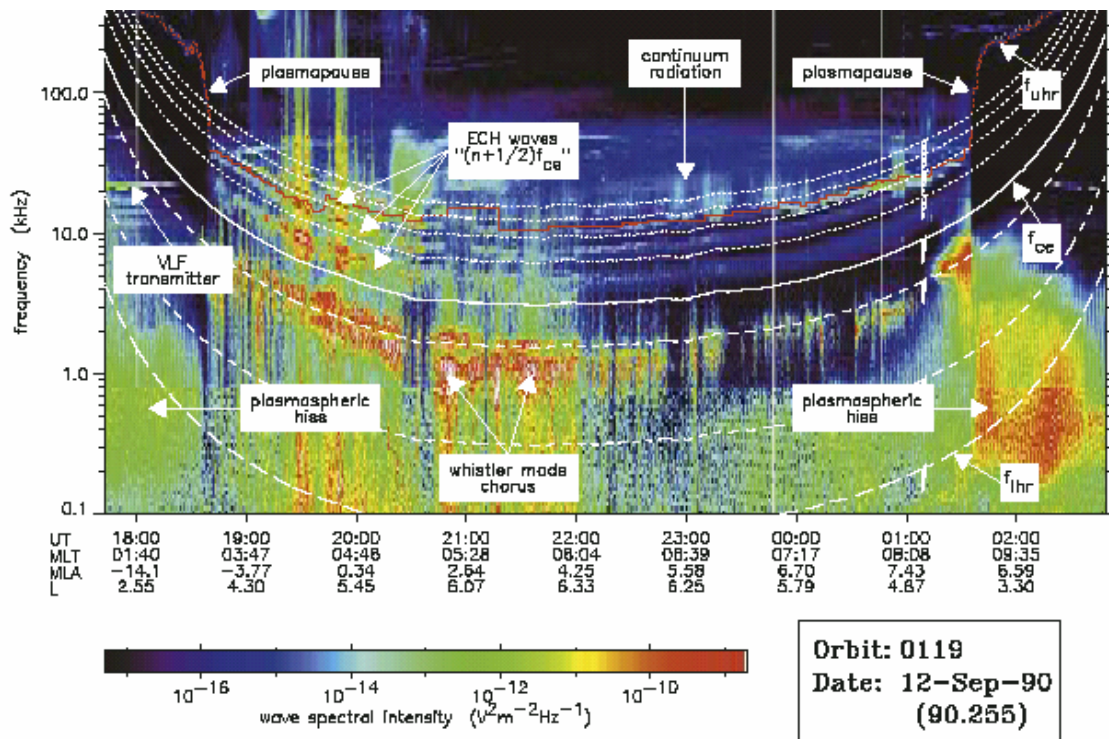 plasmapause
continuum
radiation
plasmapause
f uhr
ECH waves
"(n+1/2)f ce"
VLF
transmitter
f ce
plasmaspheric
hiss
whistler mode
chorus
plasmaspheric
hiss
f lhr
frequency (kHz)
100.0
10.0
1.0
0.1
UT 18:00 19:00 20:00 21:00 22:00 23:00 00:00 01:00 02:00
MLT 01:40 03:47 04:46 05:28 06:04 06:39 07:17 08:08 09:35
MLA −14.1 −3.77 0.34 2.64 4.25 5.58 6.70 7.43 6.59
L 2.55 4.30 5.45 6.07 6.33 6.25 5.79 4.87 3.30
10−16 10−14 10−12 10−10
wave spectral intensity (V2m−2Hz−1)
Orbit: 0119
Date: 12-Sep-90
(90.255)